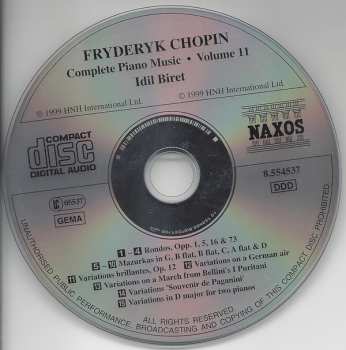 FRYDERYK CHOPIN
Complete Piano Music • Volume 11
Idil Biret
℗ 1999 HNH International Ltd.
© 1999 HNH International Ltd.
COMPACT
disc
DIGITAL AUDIO
NAXOS
8.554537
DDD
GEMA
1 – 4 Rondos, Opp. 1, 5, 16 & 73
5 – 10 Mazurkas in G, B flat, B flat, C, A flat & D
11 Variations brillantes, Op. 12 12 Variations on a German air
13 Variations on a March from Bellini's I Puritani
14 Variations 'Souvenir de Paganini'
15 Variations in D major for two pianos
ALL RIGHTS RESERVED
UNAUTHORISED PUBLIC PERFORMANCE, BROADCASTING AND COPYING OF THIS COMPACT DISC PROHIBITED